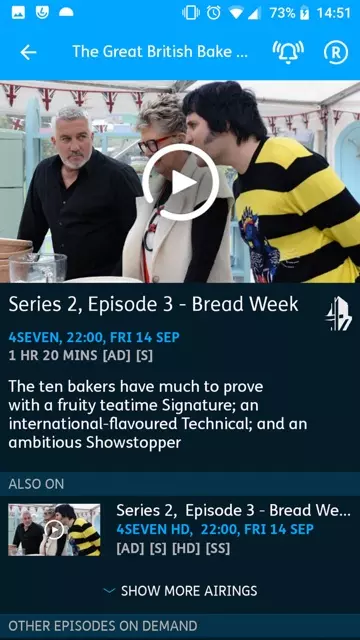 73% 14:51
The Great British Bake ...
R
Series 2, Episode 3 - Bread Week
4SEVEN, 22:00, FRI 14 SEP
1 HR 20 MINS [AD] [S]
The ten bakers have much to prove
with a fruity teatime Signature; an
international-flavoured Technical; and an
ambitious Showstopper
ALSO ON
Series 2,  Episode 3 - Bread We...
4SEVEN HD,  22:00, FRI 14 SEP
[AD] [S] [HD] [SS]
SHOW MORE AIRINGS
OTHER EPISODES ON DEMAND